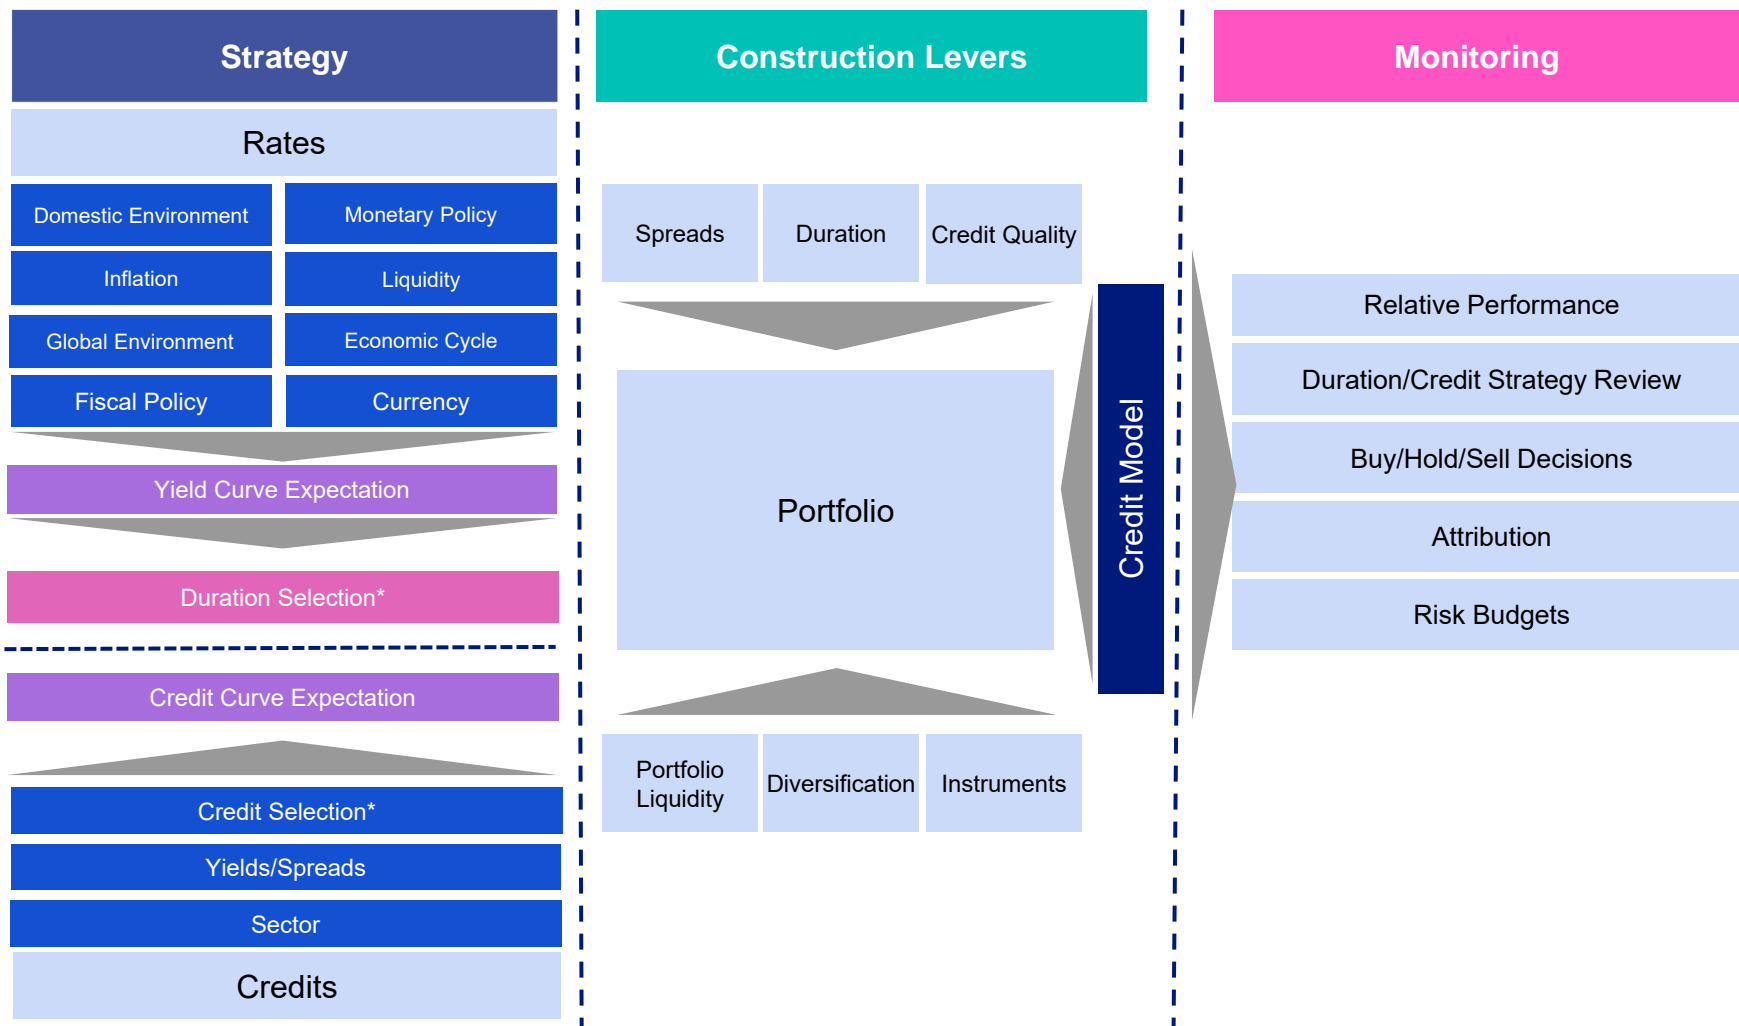 Strategy
Rates
Domestic Environment
Monetary Policy
Inflation
Liquidity
Global Environment
Economic Cycle
Fiscal Policy
Currency
Yield Curve Expectation
Duration Selection*
Credit Curve Expectation
Credit Selection*
Yields/Spreads
Sector
Credits
Construction Levers
Spreads
Duration
Credit Quality
Portfolio
Credit Model
Portfolio
Liquidity
Diversification
Instruments
Monitoring
Relative Performance
Duration/Credit Strategy Review
Buy/Hold/Sell Decisions
Attribution
Risk Budgets